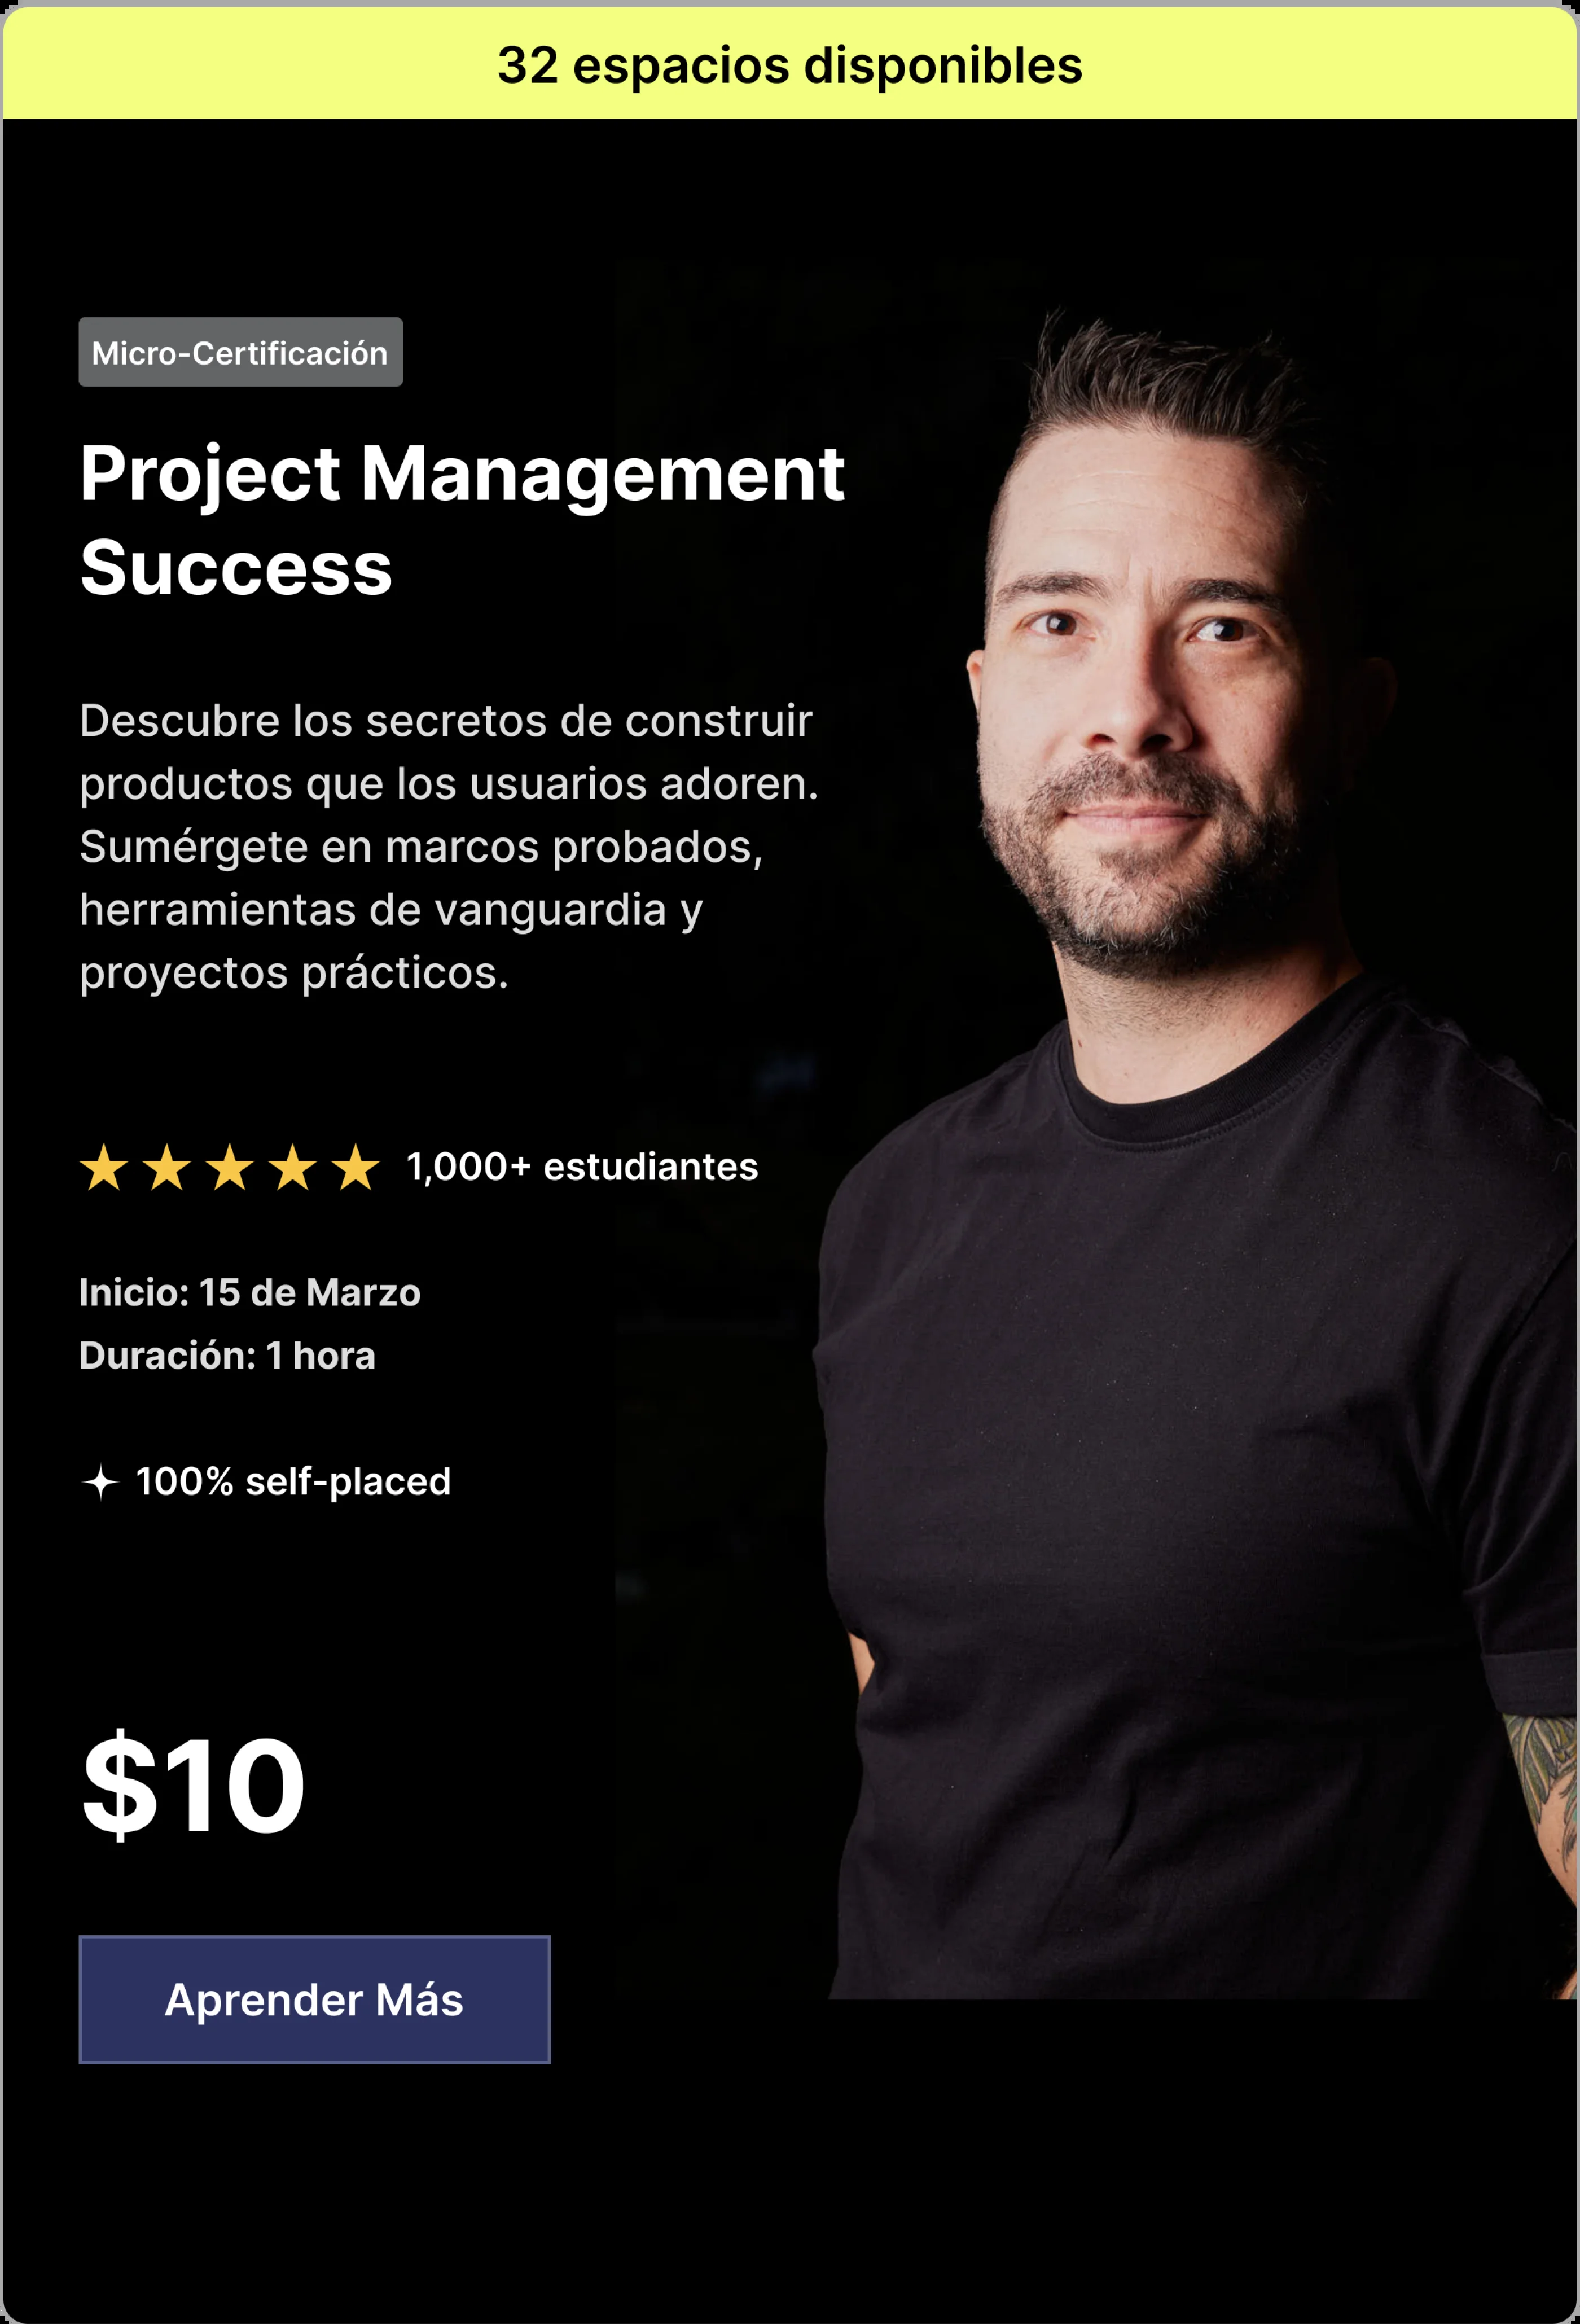 32 espacios disponibles
Micro-Certificación
Project Management
Success
Descubre los secretos de construir
productos que los usuarios adoren.
Sumérgete en marcos probados,
herramientas de vanguardia y
proyectos prácticos.
1,000+ estudiantes
Inicio: 15 de Marzo
Duración: 1 hora
100% self-placed
$10
Aprender Más